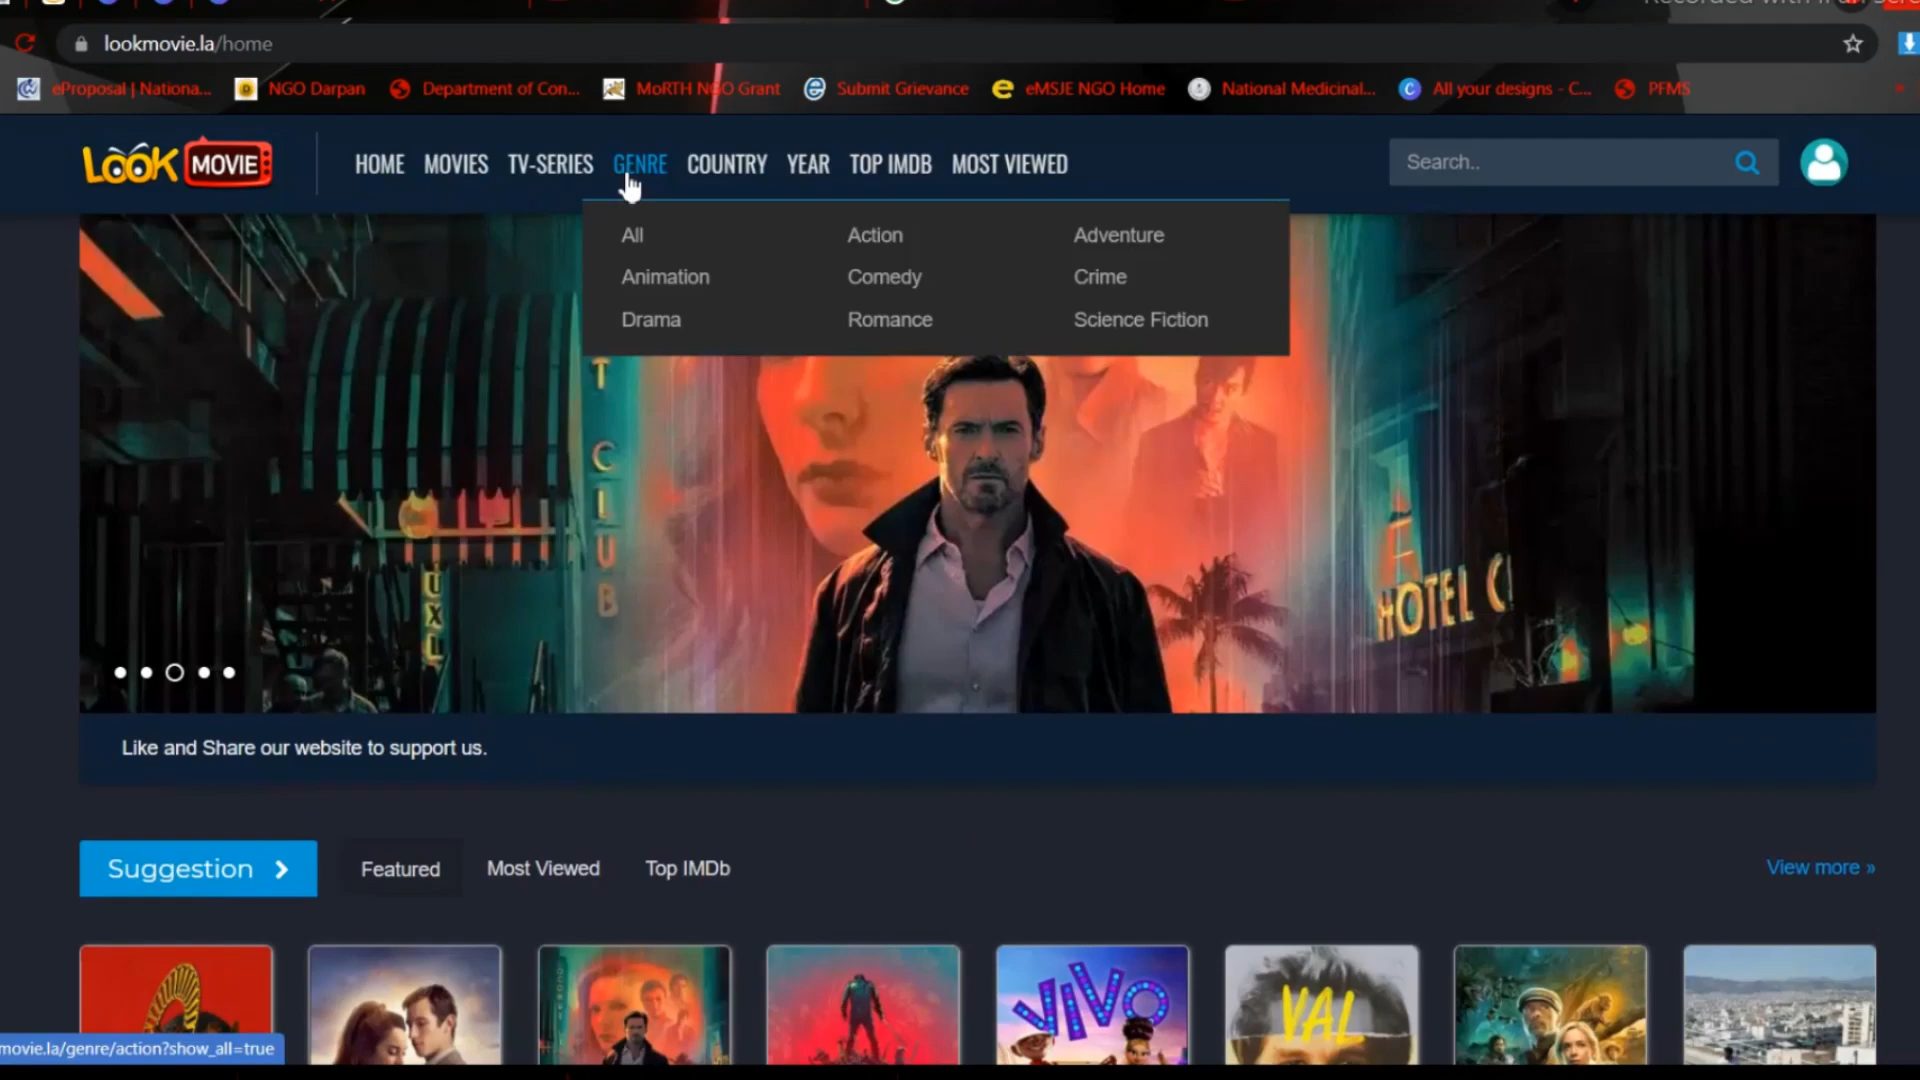 lookmovie.la/home
eProposal | Nationa... NGO Darpan Department of Con... MoRTH NGO Grant Submit Grievance eMSJE NGO Home National Medicinal... All your designs - C... PFMS
LOOK MOVIE HOME MOVIES TV-SERIES GENRE COUNTRY YEAR TOP IMDB MOST VIEWED Search..
All Action Adventure
Animation Comedy Crime
Drama Romance Science Fiction
T CLUB
HOTEL C
Like and Share our website to support us.
Suggestion Featured Most Viewed Top IMDb View more »
VIVO VAL
movie.la/genre/action?show_all=true